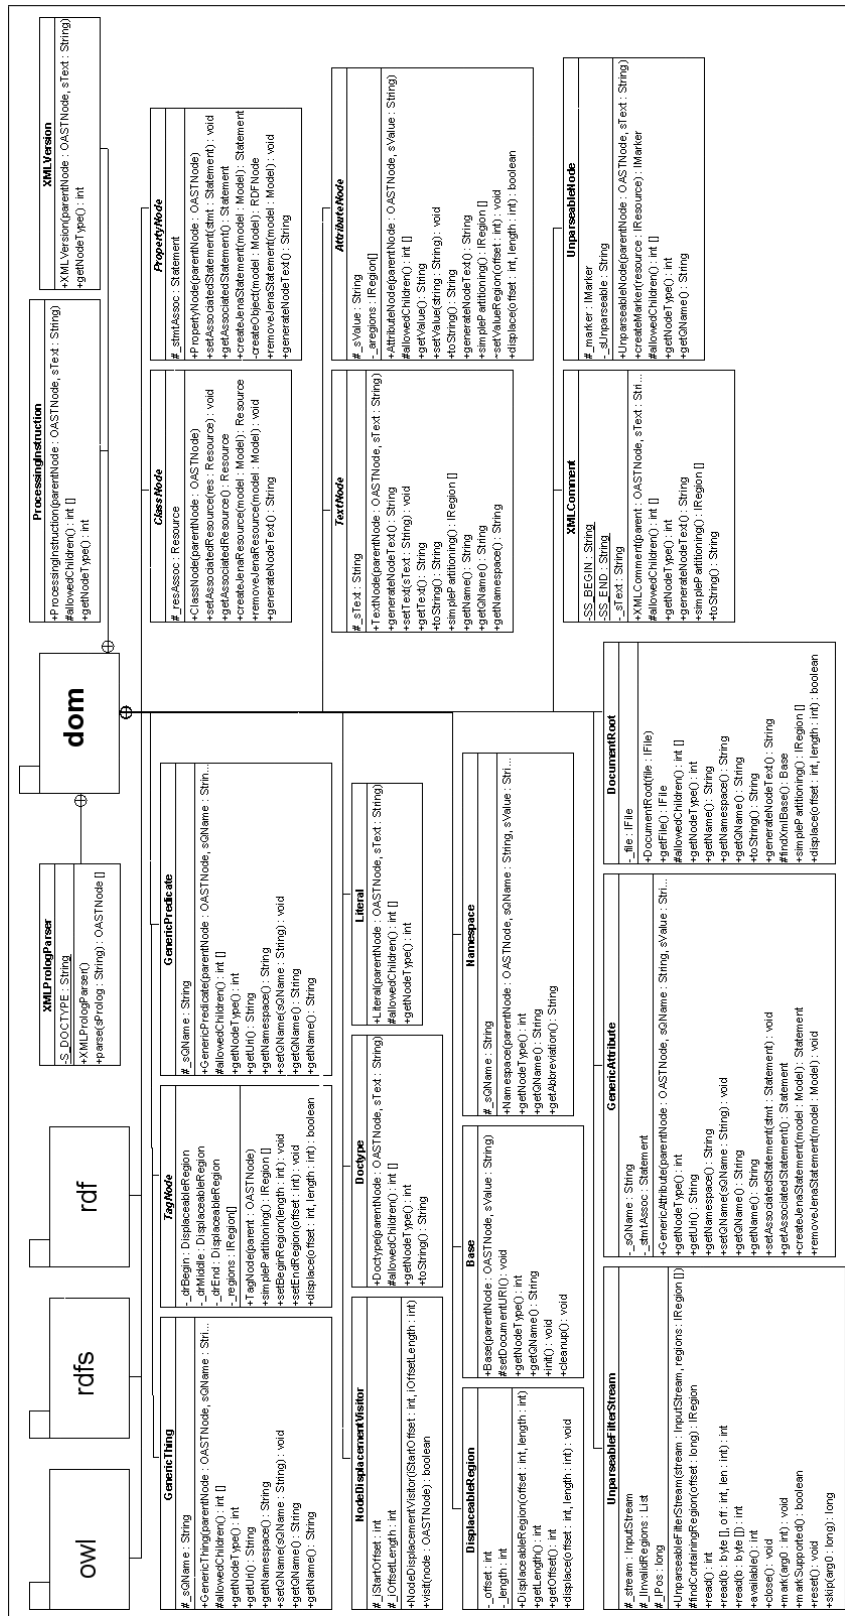 owl
rdfs
rdf
XMLPrologParser
-S_DOCTYPE : String
+XMLPrologParser()
+parse(sProlog : String) : OASTNode []
dom
ProcessingInstruction
+ProcessingInstruction(parentNode : OASTNode, sText : String)
#allowedChildren() : int []
+getNodeType() : int
XMLVersion
+XMLVersion(parentNode : OASTNode, sText : String)
+getNodeType() : int
GenericThing
#_sQName : String
+GenericThing(parentNode : OASTNode, sQName : Stri...
#allowedChildren() : int []
+getNodeType() : int
+getUri() : String
+getNamespace() : String
+setQName(sQName : String) : void
+getQName() : String
+getName() : String
TagNode
-_drBegin : DisplaceableRegion
-_drMiddle : DisplaceableRegion
-_drEnd : DisplaceableRegion
-_regions : IRegion[]
+TagNode(parent : OASTNode)
+simplePartitioning() : IRegion []
+setBeginRegion(length : int) : void
+setEndRegion(offset : int) : void
+displace(offset : int, length : int) : boolean
GenericPredicate
#_sQName : String
+GenericPredicate(parentNode : OASTNode, sQName : Strin...
#allowedChildren() : int []
+getNodeType() : int
+getUri() : String
+getNamespace() : String
+setQName(sQName : String) : void
+getQName() : String
+getName() : String
ClassNode
#_resAssoc : Resource
+ClassNode(parentNode : OASTNode)
+setAssociatedResource(res : Resource) : void
+getAssociatedResource() : Resource
+createJenaResource(model : Model) : Resource
+removeJenaResource(model : Model) : void
+generateNodeText() : String
PropertyNode
#_stmtAssoc : Statement
+PropertyNode(parentNode : OASTNode)
+setAssociatedStatement(stmt : Statement) : void
+getAssociatedStatement() : Statement
+createJenaStatement(model : Model) : Statement
-createObject(model : Model) : RDFNode
+removeJenaStatement(model : Model) : void
+generateNodeText() : String
NodeDisplacementVisitor
#_iStartOffset : int
#_iOffsetLength : int
+NodeDisplacementVisitor(iStartOffset : int, iOffsetLength : int)
+visit(node : OASTNode) : boolean
Doctype
+Doctype(parentNode : OASTNode, sText : String)
#allowedChildren() : int []
+getNodeType() : int
+toString() : String
Literal
+Literal(parentNode : OASTNode, sText : String)
#allowedChildren() : int []
+getNodeType() : int
TextNode
#_sText : String
+TextNode(parentNode : OASTNode, sText : String)
+generateNodeText() : String
+setText(sText : String) : void
+getText() : String
+toString() : String
+simplePartitioning() : IRegion []
+getName() : String
+getQName() : String
+getNamespace() : String
AttributeNode
#_sValue : String
-_aregions : IRegion[]
+AttributeNode(parentNode : OASTNode, sValue : String)
#allowedChildren() : int []
+getValue() : String
+setValue(string : String) : void
+toString() : String
+generateNodeText() : String
+simplePartitioning() : IRegion []
~setValueRegion(offset : int) : void
+displace(offset : int, length : int) : boolean
DisplaceableRegion
-_offset : int
-_length : int
+DisplaceableRegion(offset : int, length : int)
+getLength() : int
+getOffset() : int
+displace(offset : int, length : int) : void
Base
+Base(parentNode : OASTNode, sValue : String)
#setDocumentURI() : void
+getNodeType() : int
+getQName() : String
+init() : void
+cleanup() : void
Namespace
#_sQName : String
+Namespace(parentNode : OASTNode, sQName : String, sValue : Stri...
+getNodeType() : int
+getQName() : String
+getAbbreviation() : String
XMLComment
-SS_BEGIN : String
-SS_END : String
-_sText : String
+XMLComment(parent : OASTNode, sText : Stri...
#allowedChildren() : int []
+getNodeType() : int
+generateNodeText() : String
+simplePartitioning() : IRegion []
+toString() : String
UnparseableNode
#_marker : IMarker
-_sUnparseable : String
+UnparseableNode(parentNode : OASTNode, sText : String)
+createMarker(resource : IResource) : IMarker
#allowedChildren() : int []
+getNodeType() : int
+getQName() : String
UnparseableFilterStream
#_stream : InputStream
#_lInvalidRegions : List
#_lPos : long
+UnparseableFilterStream(stream : InputStream, regions : IRegion [])
#findContainingRegion(offset : long) : IRegion
+read() : int
+read(b : byte [], off : int, len : int) : int
+read(b : byte []) : int
+available() : int
+close() : void
+mark(arg0 : int) : void
+markSupported() : boolean
+reset() : void
+skip(arg0 : long) : long
GenericAttribute
-_sQName : String
-_stmtAssoc : Statement
+GenericAttribute(parentNode : OASTNode, sQName : String, sValue : Stri...
+getNodeType() : int
+getUri() : String
+getNamespace() : String
+setQName(sQName : String) : void
+getQName() : String
+getName() : String
+setAssociatedStatement(stmt : Statement) : void
+getAssociatedStatement() : Statement
+createJenaStatement(model : Model) : Statement
+removeJenaStatement(model : Model) : void
DocumentRoot
-_file : IFile
+DocumentRoot(file : IFile)
+getFile() : IFile
#allowedChildren() : int []
+getNodeType() : int
+getName() : String
+getNamespace() : String
+getQName() : String
+toString() : String
+generateNodeText() : String
#findXmlBase() : Base
+simplePartitioning() : IRegion []
+displace(offset : int, length : int) : boolean